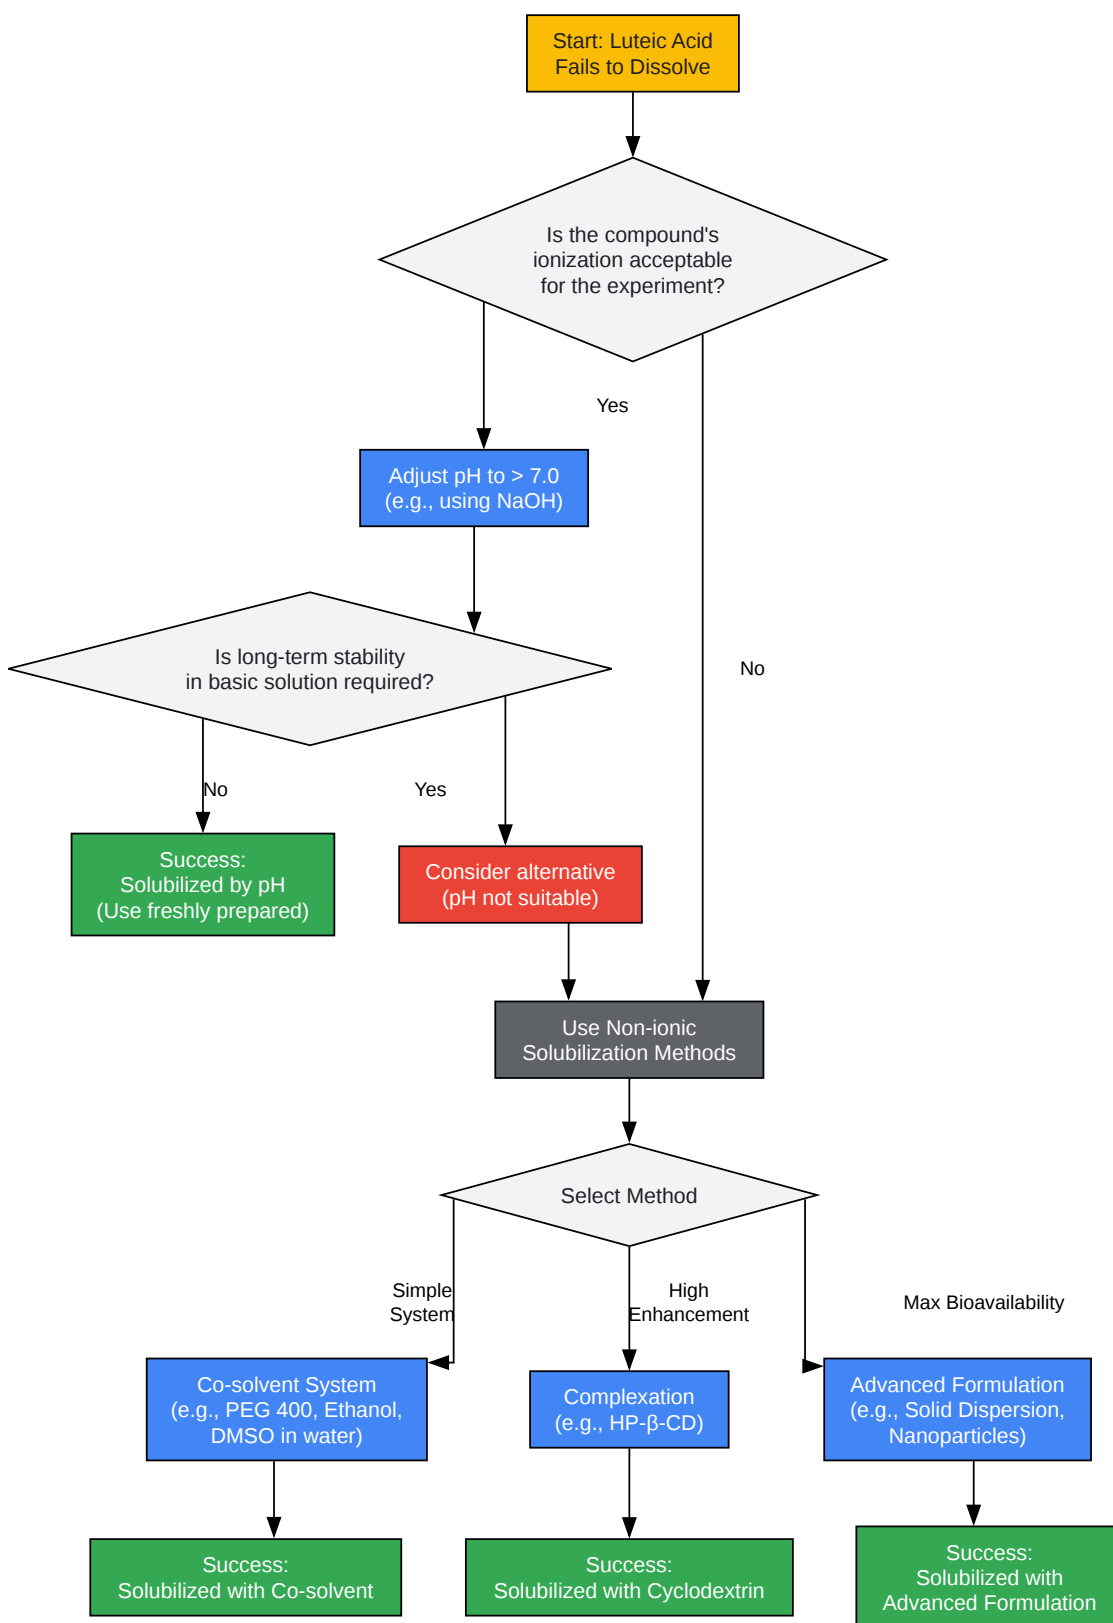 Start: Luteic Acid
Fails to Dissolve
Is the compound's
ionization acceptable
for the experiment?
Yes
Adjust pH to > 7.0
(e.g., using NaOH)
Is long-term stability
in basic solution required?
No
No
Yes
Success:
Solubilized by pH
(Use freshly prepared)
Consider alternative
(pH not suitable)
Use Non-ionic
Solubilization Methods
Select Method
Simple
System
High
Enhancement
Max Bioavailability
Co-solvent System
(e.g., PEG 400, Ethanol,
DMSO in water)
Complexation
(e.g., HP-β-CD)
Advanced Formulation
(e.g., Solid Dispersion,
Nanoparticles)
Success:
Solubilized with Co-solvent
Success:
Solubilized with Cyclodextrin
Success:
Solubilized with
Advanced Formulation